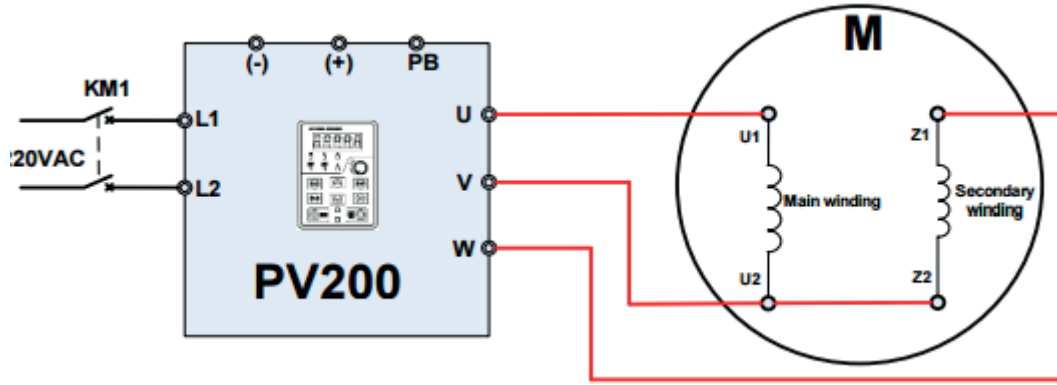 M
(-)
(+)
PB
KM1
L1
U
U1
Z1
20VAC
L2
V
Main winding
Secondary
winding
W
U2
Z2
PV200